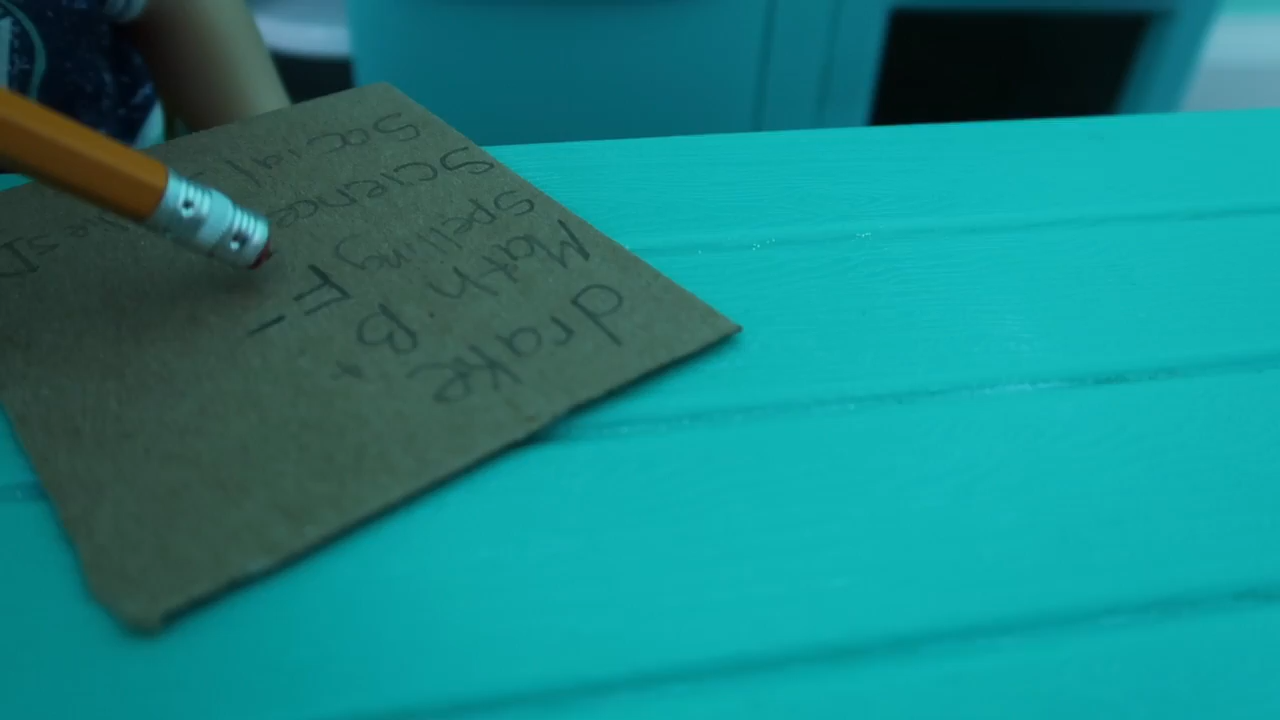 drake
Math B+
Spelling F-
Science
Social D